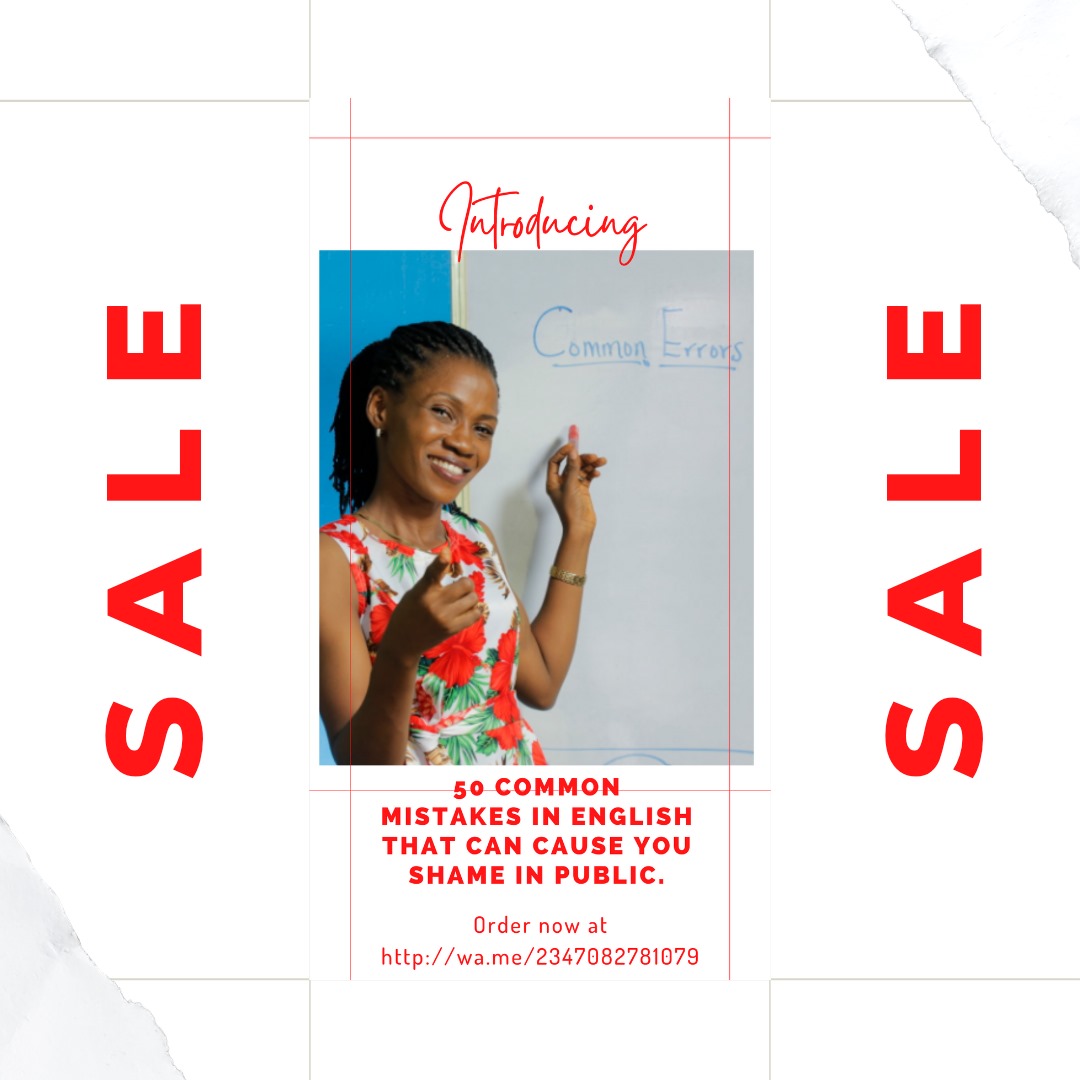 SALE
Introducing
Common Errors
50 COMMON
MISTAKES IN ENGLISH
THAT CAN CAUSE YOU
SHAME IN PUBLIC.
Order now at
http://wa.me/2347082781079
SALE